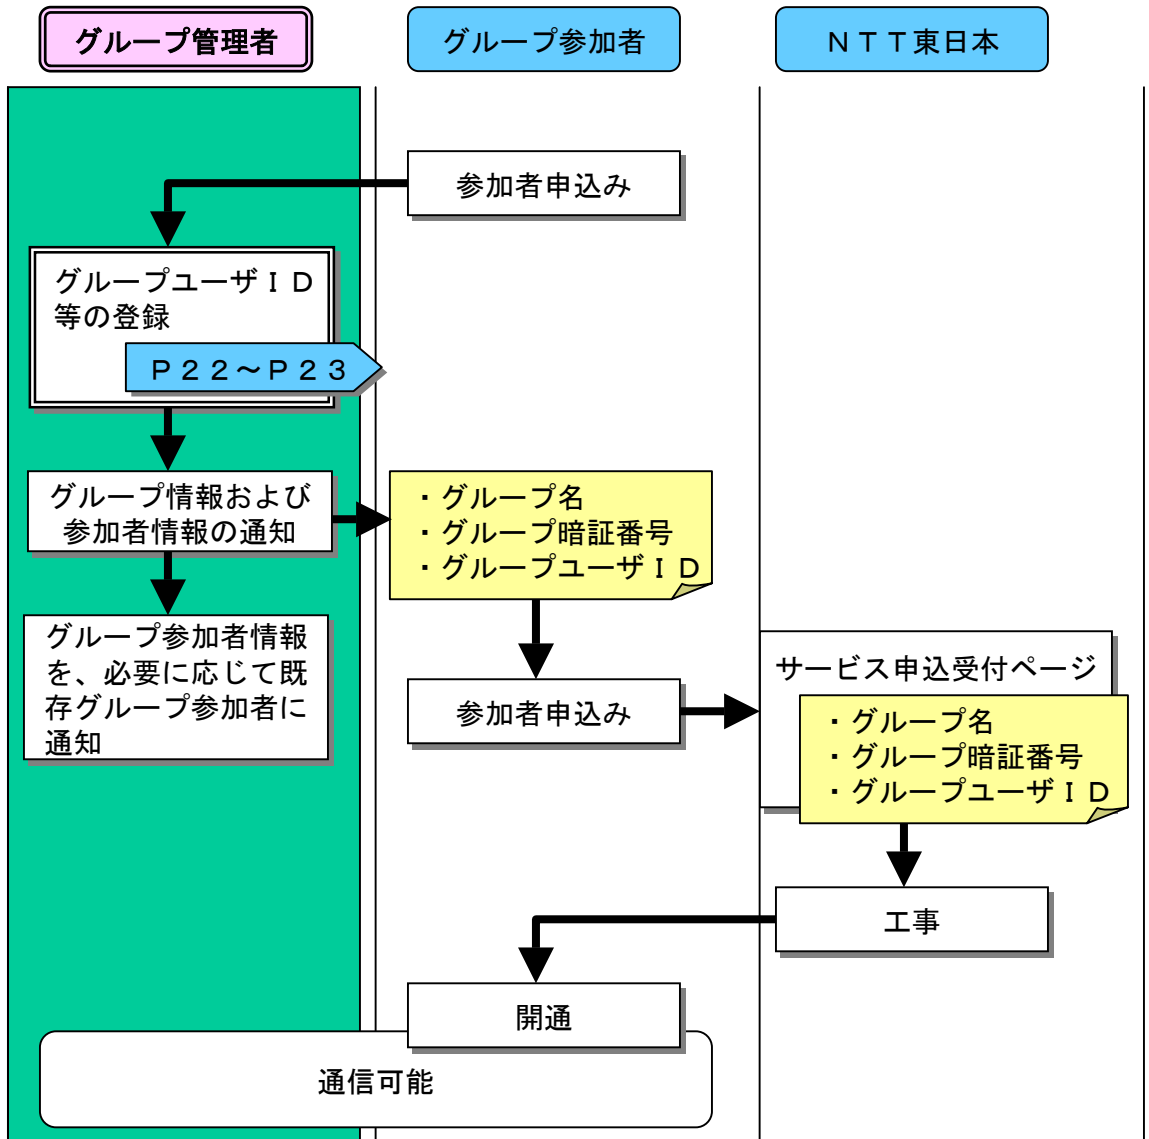 グループ管理者
グループ参加者
ＮＴＴ東日本
参加者申込み
グループユーザＩＤ
等の登録
Ｐ２２～Ｐ２３
グループ情報および
参加者情報の通知
・グループ名
・グループ暗証番号
・グループユーザＩＤ
グループ参加者情報
を、必要に応じて既
存グループ参加者に
通知
参加者申込み
サービス申込受付ページ
・グループ名
・グループ暗証番号
・グループユーザＩＤ
工事
開通
通信可能